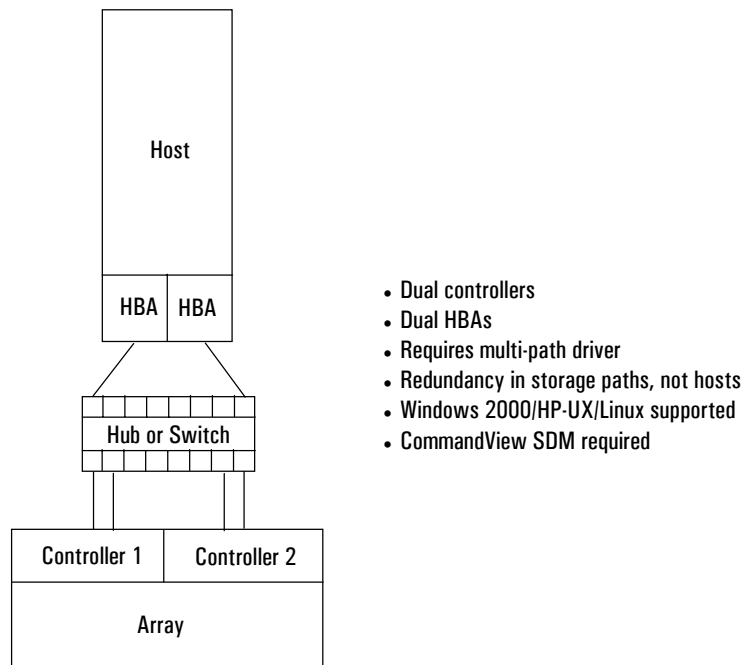 Host
HBA HBA
Hub or Switch
Controller 1 Controller 2
Array
• Dual controllers
• Dual HBAs
• Requires multi-path driver
• Redundancy in storage paths, not hosts
• Windows 2000/HP-UX/Linux supported
• CommandView SDM required